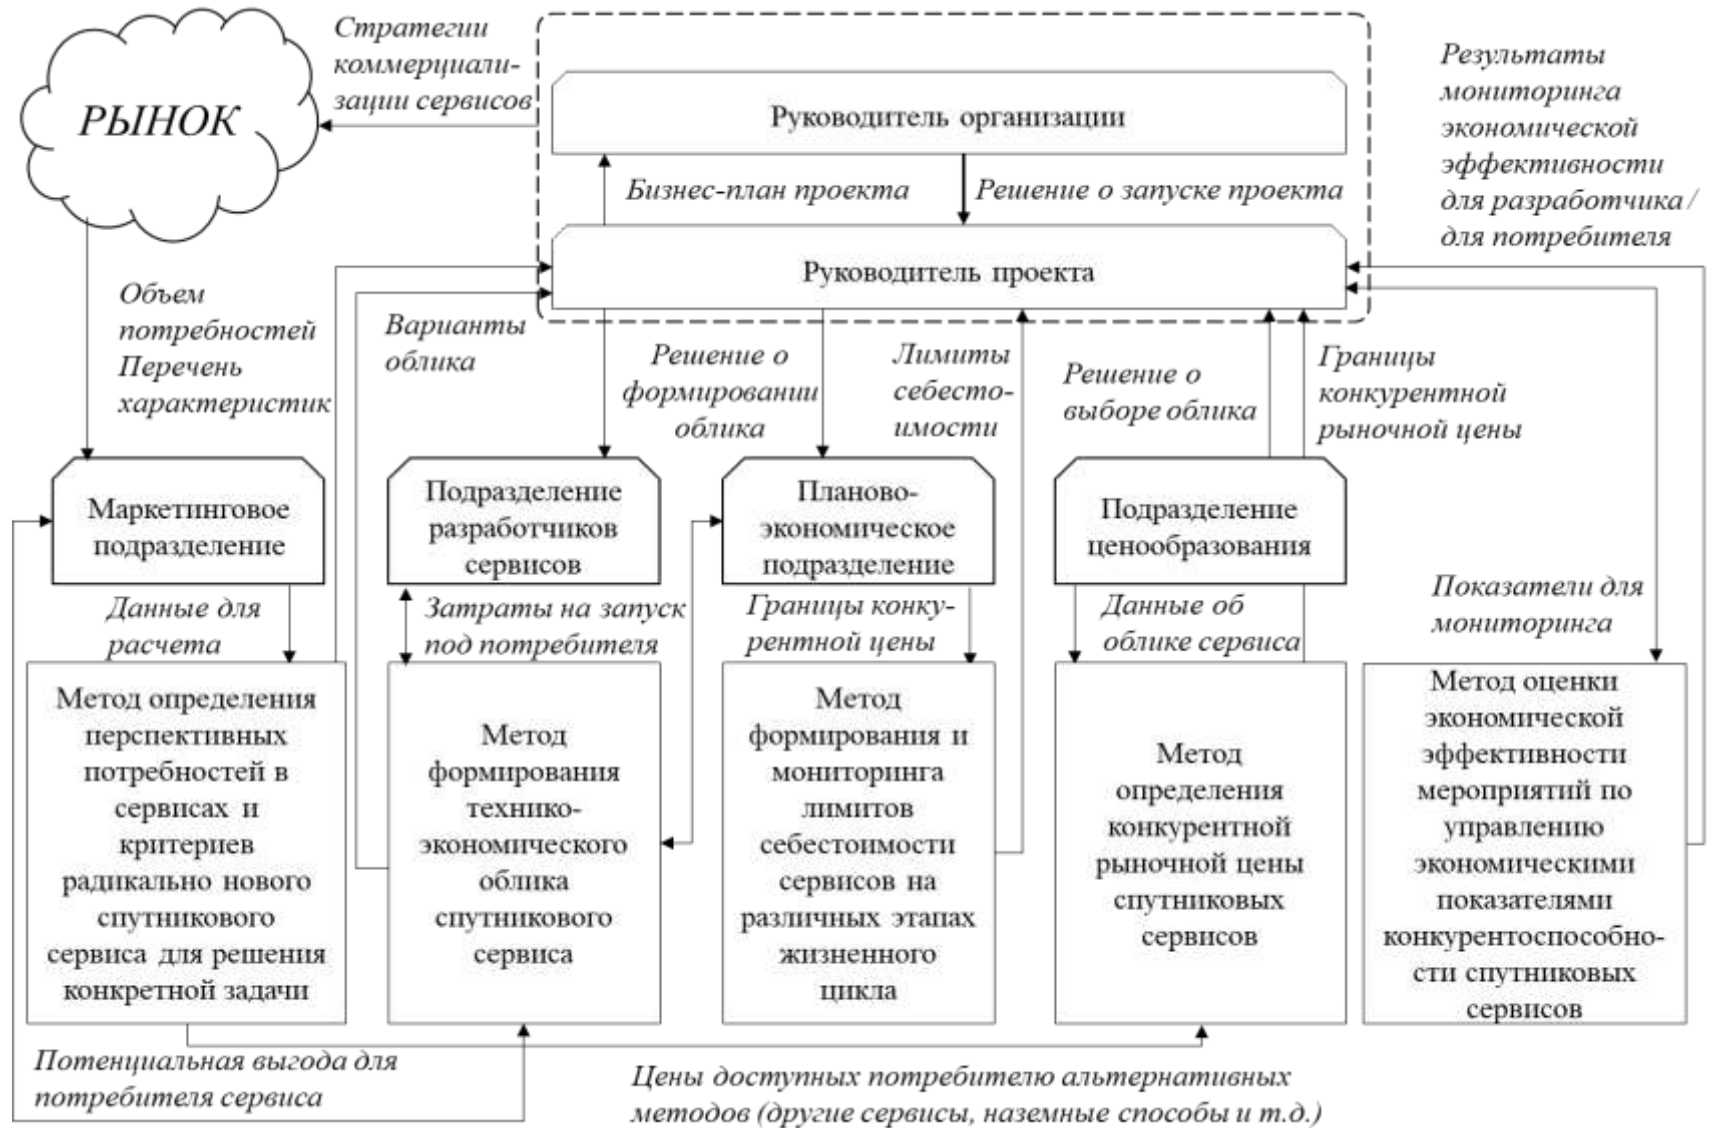 Стратегии
коммерциали-
зации сервисов
РЫНОК
Руководитель организации
Результаты
мониторинга
экономической
эффективности
для разработчика/
для потребителя
Бизнес-план проекта
Решение о запуске проекта
Руководитель проекта
Объем
потребностей
Перечень
характеристик
Варианты
облика
Решение о
формировании
облика
Лимиты
себесто-
имости
Решение о
выборе облика
Границы
конкурентной
рыночной цены
Маркетинговое
подразделение
Подразделение
разработчиков
сервисов
Планово-
экономическое
подразделение
Подразделение
ценообразования
Данные для
расчета
Затраты на запуск
под потребителя
Границы конку-
рентной цены
Данные об
облике сервиса
Показатели для
мониторинга
Метод определения
перспективных
потребностей в
сервисах и
критериев
радикально нового
спутникового
сервиса для решения
конкретной задачи
Метод
формирования
технико-
экономического
облика
спутникового
сервиса
Метод
формирования и
мониторинга
лимитов
себестоимости
сервисов на
различных этапах
жизненного
цикла
Метод
определения
конкурентной
рыночной цены
спутниковых
сервисов
Метод оценки
экономической
эффективности
мероприятий по
управлению
экономическими
показателями
конкурентоспособно-
сти спутниковых
сервисов
Потенциальная выгода для
потребителя сервиса
Цены доступных потребителю альтернативных
методов (другие сервисы, наземные способы и т.д.)